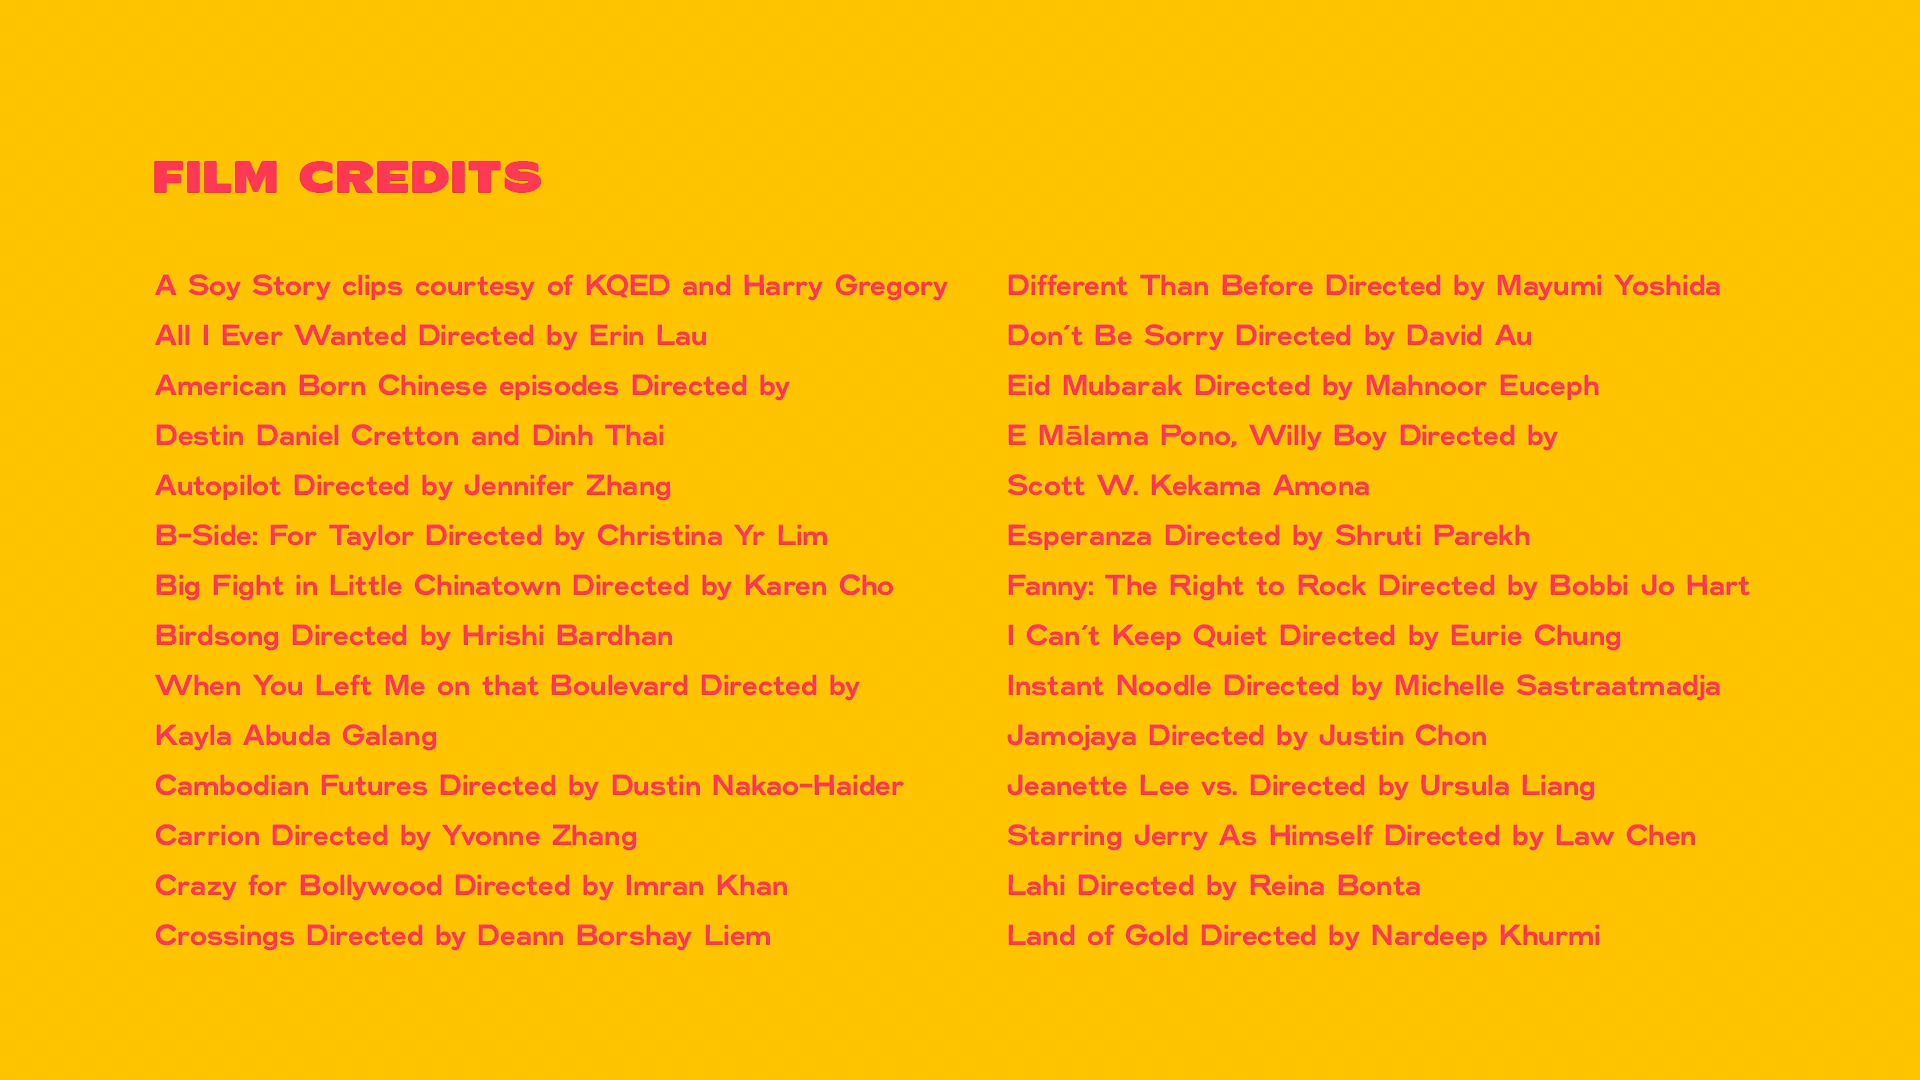 FILM CREDITS
A Soy Story clips courtesy of KQED and Harry Gregory
All I Ever Wanted Directed by Erin Lau
American Born Chinese episodes Directed by
Destin Daniel Cretton and Dinh Thai
Autopilot Directed by Jennifer Zhang
B-Side: For Taylor Directed by Christina Yr Lim
Big Fight in Little Chinatown Directed by Karen Cho
Birdsong Directed by Hrishi Bardhan
When You Left Me on that Boulevard Directed by
Kayla Abuda Galang
Cambodian Futures Directed by Dustin Nakao-Haider
Carrion Directed by Yvonne Zhang
Crazy for Bollywood Directed by Imran Khan
Crossings Directed by Deann Borshay Liem
Different Than Before Directed by Mayumi Yoshida
Don´t Be Sorry Directed by David Au
Eid Mubarak Directed by Mahnoor Euceph
E Mālama Pono, Willy Boy Directed by
Scott W. Kekama Amona
Esperanza Directed by Shruti Parekh
Fanny: The Right to Rock Directed by Bobbi Jo Hart
I Can´t Keep Quiet Directed by Eurie Chung
Instant Noodle Directed by Michelle Sastraatmadja
Jamojaya Directed by Justin Chon
Jeanette Lee vs. Directed by Ursula Liang
Starring Jerry As Himself Directed by Law Chen
Lahi Directed by Reina Bonta
Land of Gold Directed by Nardeep Khurmi